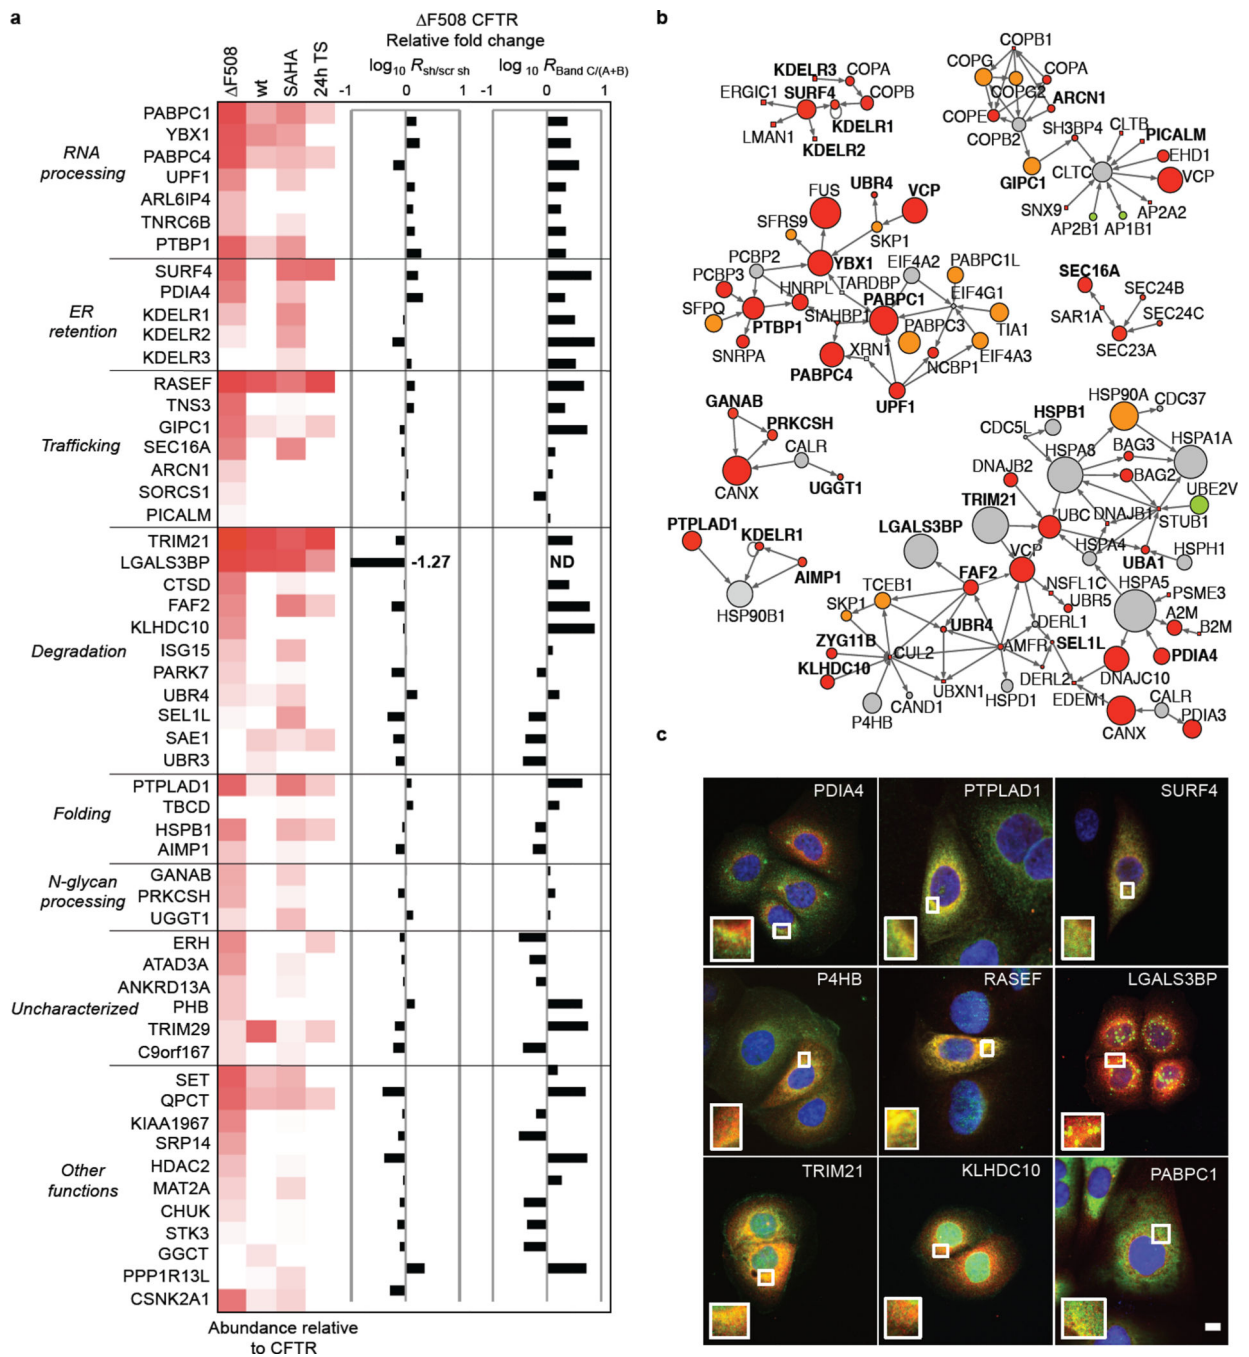 a
ΔF508 CFTR
Relative fold change
ΔF508
wt
SAHA
24h TS
log10 Rsh/scr sh
log10 RBand C/(A+B)
-1
0
1
-1
0
1
RNA
processing
PABPC1
YBX1
PABPC4
UPF1
ARL6IP4
TNRC6B
PTBP1
ER
retention
SURF4
PDIA4
KDELR1
KDELR2
KDELR3
Trafficking
RASEF
TNS3
GIPC1
SEC16A
ARCN1
SORCS1
PICALM
Degradation
TRIM21
LGALS3BP
-1.27
ND
CTSD
FAF2
KLHDC10
ISG15
PARK7
UBR4
SEL1L
SAE1
UBR3
Folding
PTPLAD1
TBCD
HSPB1
AIMP1
N-glycan
processing
GANAB
PRKCSH
UGGT1
Uncharacterized
ERH
ATAD3A
ANKRD13A
PHB
TRIM29
C9orf167
Other
functions
SET
QPCT
KIAA1967
SRP14
HDAC2
MAT2A
CHUK
STK3
GGCT
PPP1R13L
CSNK2A1
Abundance relative
to CFTR
b
KDELR3
COPA
ERGIC1
SURF4
COPB
LMAN1
KDELR1
KDELR2
COPB1
COPG
COPA
COPG2
ARCN1
COPE
COPB2
SH3BP4
CLTB
PICALM
EHD1
GIPC1
CLTC
VCP
SNX9
AP2A2
AP2B1
AP1B1
FUS
UBR4
VCP
SFRS9
SKP1
PCBP2
YBX1
EIF4A2
PABPC1L
PCBP3
HNRPL
TARDBP
PABPC1
EIF4G1
SFPQ
SIAHBP1
PTBP1
PABPC3
TIA1
SNRPA
XRN1
EIF4A3
PABPC4
NCBP1
UPF1
SEC16A
SEC24B
SAR1A
SEC24C
SEC23A
GANAB
PRKCSH
CALR
CANX
UGGT1
PTPLAD1
KDELR1
AIMP1
HSP90B1
HSP90A
CDC37
HSPB1
CDC5L
HSPA8
BAG3
HSPA1A
DNAJB2
BAG2
TRIM21
UBE2V
UBC
DNAJB1
STUB1
LGALS3BP
HSPA4
UBA1
HSPH1
VCP
HSPA5
FAF2
NSFL1C
PSME3
TCEB1
UBR5
A2M
SKP1
B2M
UBR4
DERL1
SEL1L
ZYG11B
AMFR
PDIA4
CUL2
KLHDC10
DERL2
DNAJC10
UBXN1
HSPD1
EDEM1
CALR
P4HB
CAND1
CANX
PDIA3
c
PDIA4
PTPLAD1
SURF4
P4HB
RASEF
LGALS3BP
TRIM21
KLHDC10
PABPC1